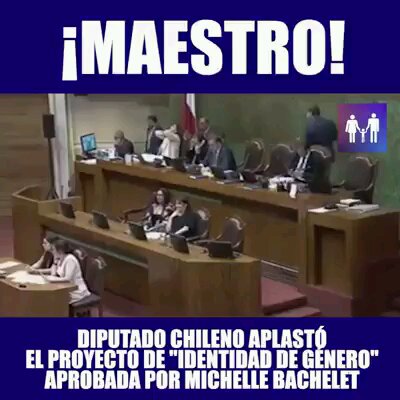 ¡MAESTRO!
DIPUTADO CHILENO APLASTÓ
EL PROYECTO DE "IDENTIDAD DE GÉNERO"
APROBADA POR MICHELLE BACHELET